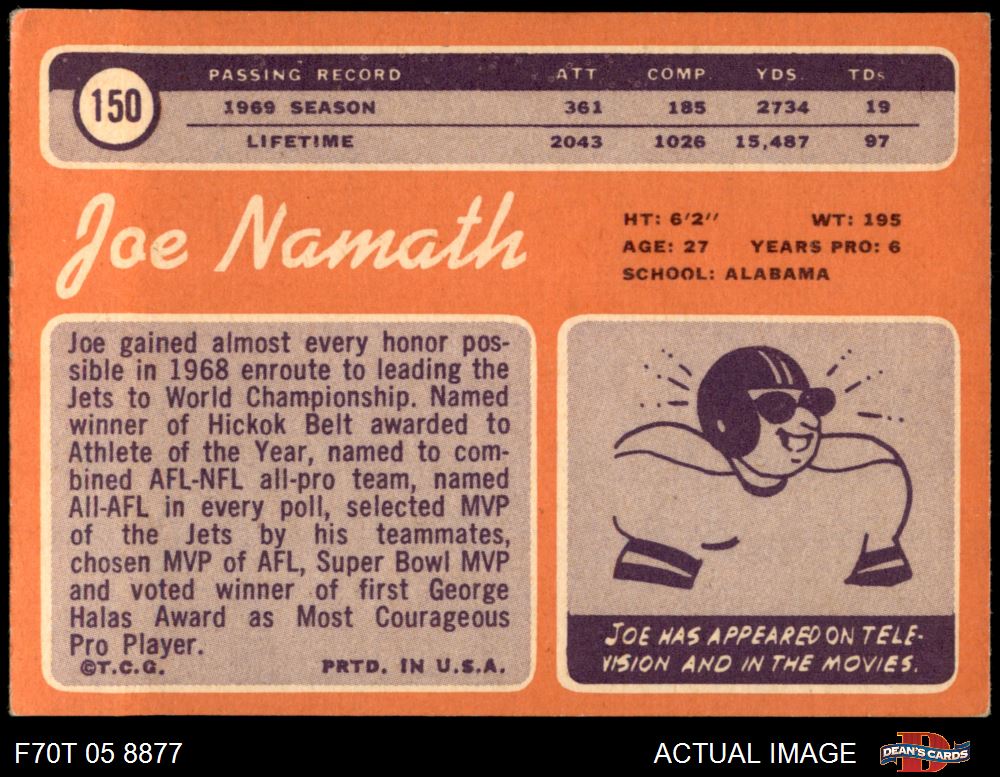 150
PASSING RECORD ATT COMP YDS. TDs
1969 SEASON 361 185 2734 19
LIFETIME 2043 1026 15,487 97
Joe Namath
HT: 6'2'' WT: 195
AGE: 27 YEARS PRO: 6
SCHOOL: ALABAMA
Joe gained almost every honor pos-
sible in 1968 enroute to leading the
Jets to World Championship. Named
winner of Hickok Belt awarded to
Athlete of the Year, named to com-
bined AFL-NFL all-pro team, named
All-AFL in every poll, selected MVP
of the Jets by his teammates,
chosen MVP of AFL, Super Bowl MVP
and voted winner of first George
Halas Award as Most Courageous
Pro Player.
©T.C.G. PRTD. IN U.S.A.
JOE HAS APPEARED ON TELE-
VISION AND IN THE MOVIES.
F70T 05 8877 ACTUAL IMAGE
D
DEAN'S CARDS